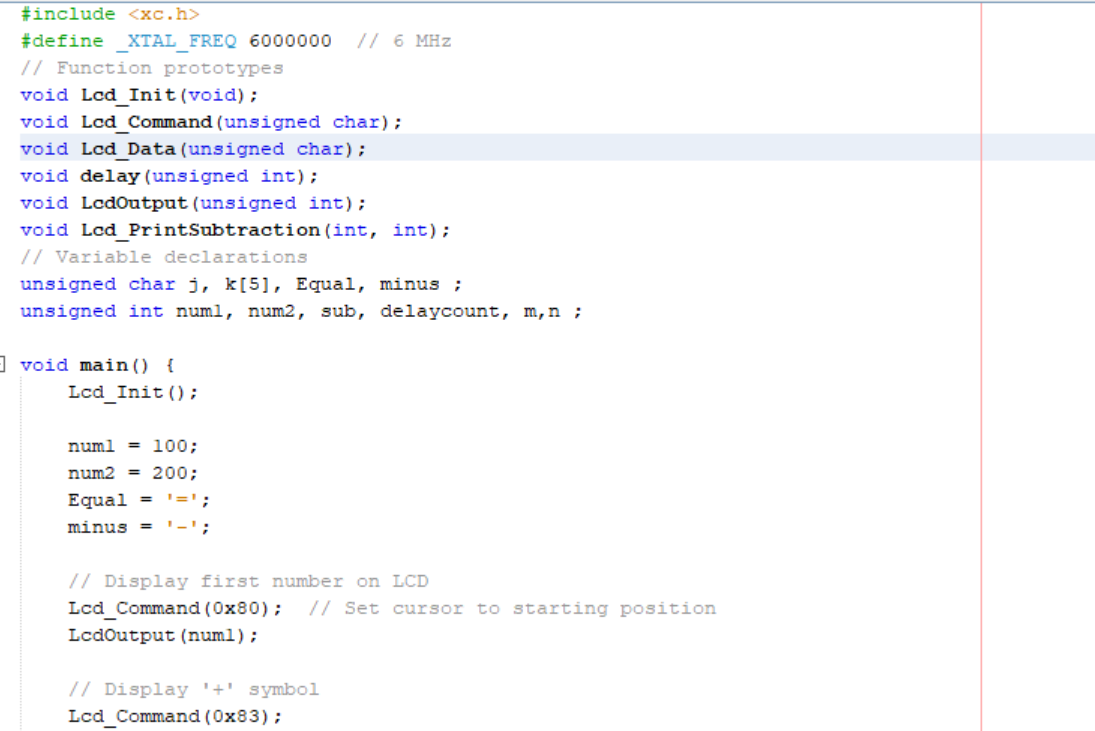 #include <xc.h>
#define _XTAL_FREQ 6000000  // 6 MHz
// Function prototypes
void Lcd_Init(void);
void Lcd_Command(unsigned char);
void Lcd_Data(unsigned char);
void delay(unsigned int);
void LcdOutput(unsigned int);
void Lcd_PrintSubtraction(int, int);
// Variable declarations
unsigned char j, k[5], Equal, minus ;
unsigned int num1, num2, sub, delaycount, m,n ;
void main() {
    Lcd_Init();
    num1 = 100;
    num2 = 200;
    Equal = '=';
    minus = '-';
    // Display first number on LCD
    Lcd_Command(0x80);  // Set cursor to starting position
    LcdOutput(num1);
    // Display '+' symbol
    Lcd_Command(0x83);